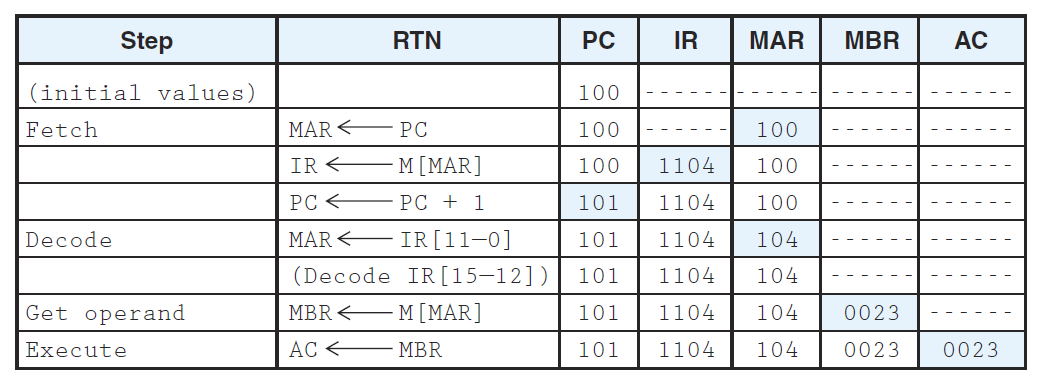 Step RTN PC IR MAR MBR AC
(initial values) 100 ------ ------ ------ ------
Fetch MAR ← PC 100 ------ 100 ------ ------
IR ← M[MAR] 100 1104 100 ------ ------
PC ← PC + 1 101 1104 100 ------ ------
Decode MAR ← IR[11—0] 101 1104 104 ------ ------
(Decode IR[15—12]) 101 1104 104 ------ ------
Get operand MBR ← M[MAR] 101 1104 104 0023 ------
Execute AC ← MBR 101 1104 104 0023 0023